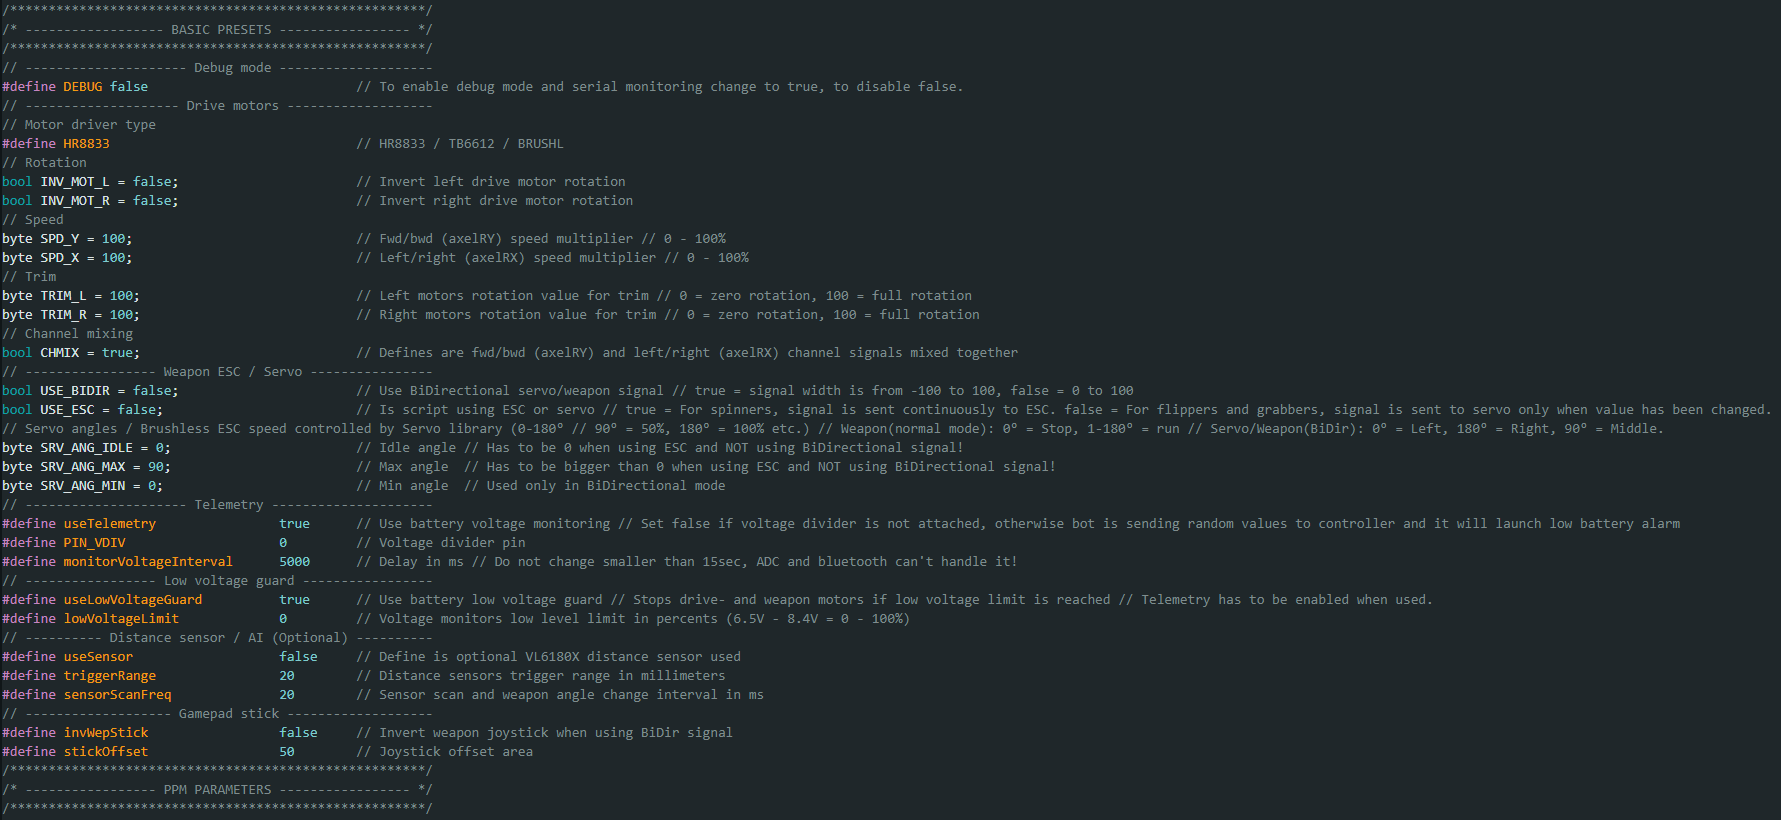 /******************************************************/
/* ------------------ BASIC PRESETS ----------------- */
/******************************************************/
// --------------------- Debug mode --------------------
#define DEBUG false // To enable debug mode and serial monitoring change to true, to disable false.
// -------------------- Drive motors -------------------
// Motor driver type
#define HR8833 // HR8833 / TB6612 / BRUSHL
// Rotation
bool INV_MOT_L = false; // Invert left drive motor rotation
bool INV_MOT_R = false; // Invert right drive motor rotation
// Speed
byte SPD_Y = 100; // Fwd/bwd (axelRY) speed multiplier // 0 - 100%
byte SPD_X = 100; // Left/right (axelRX) speed multiplier // 0 - 100%
// Trim
byte TRIM_L = 100; // Left motors rotation value for trim // 0 = zero rotation, 100 = full rotation
byte TRIM_R = 100; // Right motors rotation value for trim // 0 = zero rotation, 100 = full rotation
// Channel mixing
bool CHMIX = true; // Defines are fwd/bwd (axelRY) and left/right (axelRX) channel signals mixed together
// ----------------- Weapon ESC / Servo ----------------
bool USE_BIDIR = false; // Use BiDirectional servo/weapon signal // true = signal width is from -100 to 100, false = 0 to 100
bool USE_ESC = false; // Is script using ESC or servo // true = For spinners, signal is sent continuously to ESC. false = For flippers and grabbers, signal is sent to servo only when value has been changed.
// Servo angles / Brushless ESC speed controlled by Servo library (0-180º // 90º = 50%, 180º = 100% etc.) // Weapon(normal mode): 0º = Stop, 1-180º = run // Servo/Weapon(BiDir): 0º = Left, 180º = Right, 90º = Middle.
byte SRV_ANG_IDLE = 0; // Idle angle // Has to be 0 when using ESC and NOT using BiDirectional signal!
byte SRV_ANG_MAX = 90; // Max angle  // Has to be bigger than 0 when using ESC and NOT using BiDirectional signal!
byte SRV_ANG_MIN = 0; // Min angle  // Used only in BiDirectional mode
// --------------------- Telemetry ---------------------
#define useTelemetry true // Use battery voltage monitoring // Set false if voltage divider is not attached, otherwise bot is sending random values to controller and it will launch low battery alarm
#define PIN_VDIV 0 // Voltage divider pin
#define monitorVoltageInterval 5000 // Delay in ms // Do not change smaller than 15sec, ADC and bluetooth can't handle it!
// ----------------- Low voltage guard -----------------
#define useLowVoltageGuard true // Use battery low voltage guard // Stops drive- and weapon motors if low voltage limit is reached // Telemetry has to be enabled when used.
#define lowVoltageLimit 0 // Voltage monitors low level limit in percents (6.5V - 8.4V = 0 - 100%)
// ---------- Distance sensor / AI (Optional) ----------
#define useSensor false // Define is optional VL6180X distance sensor used
#define triggerRange 20 // Distance sensors trigger range in millimeters
#define sensorScanFreq 20 // Sensor scan and weapon angle change interval in ms
// ------------------- Gamepad stick -------------------
#define invWepStick false // Invert weapon joystick when using BiDir signal
#define stickOffset 50 // Joystick offset area
/******************************************************/
/* ----------------- PPM PARAMETERS ----------------- */
/******************************************************/